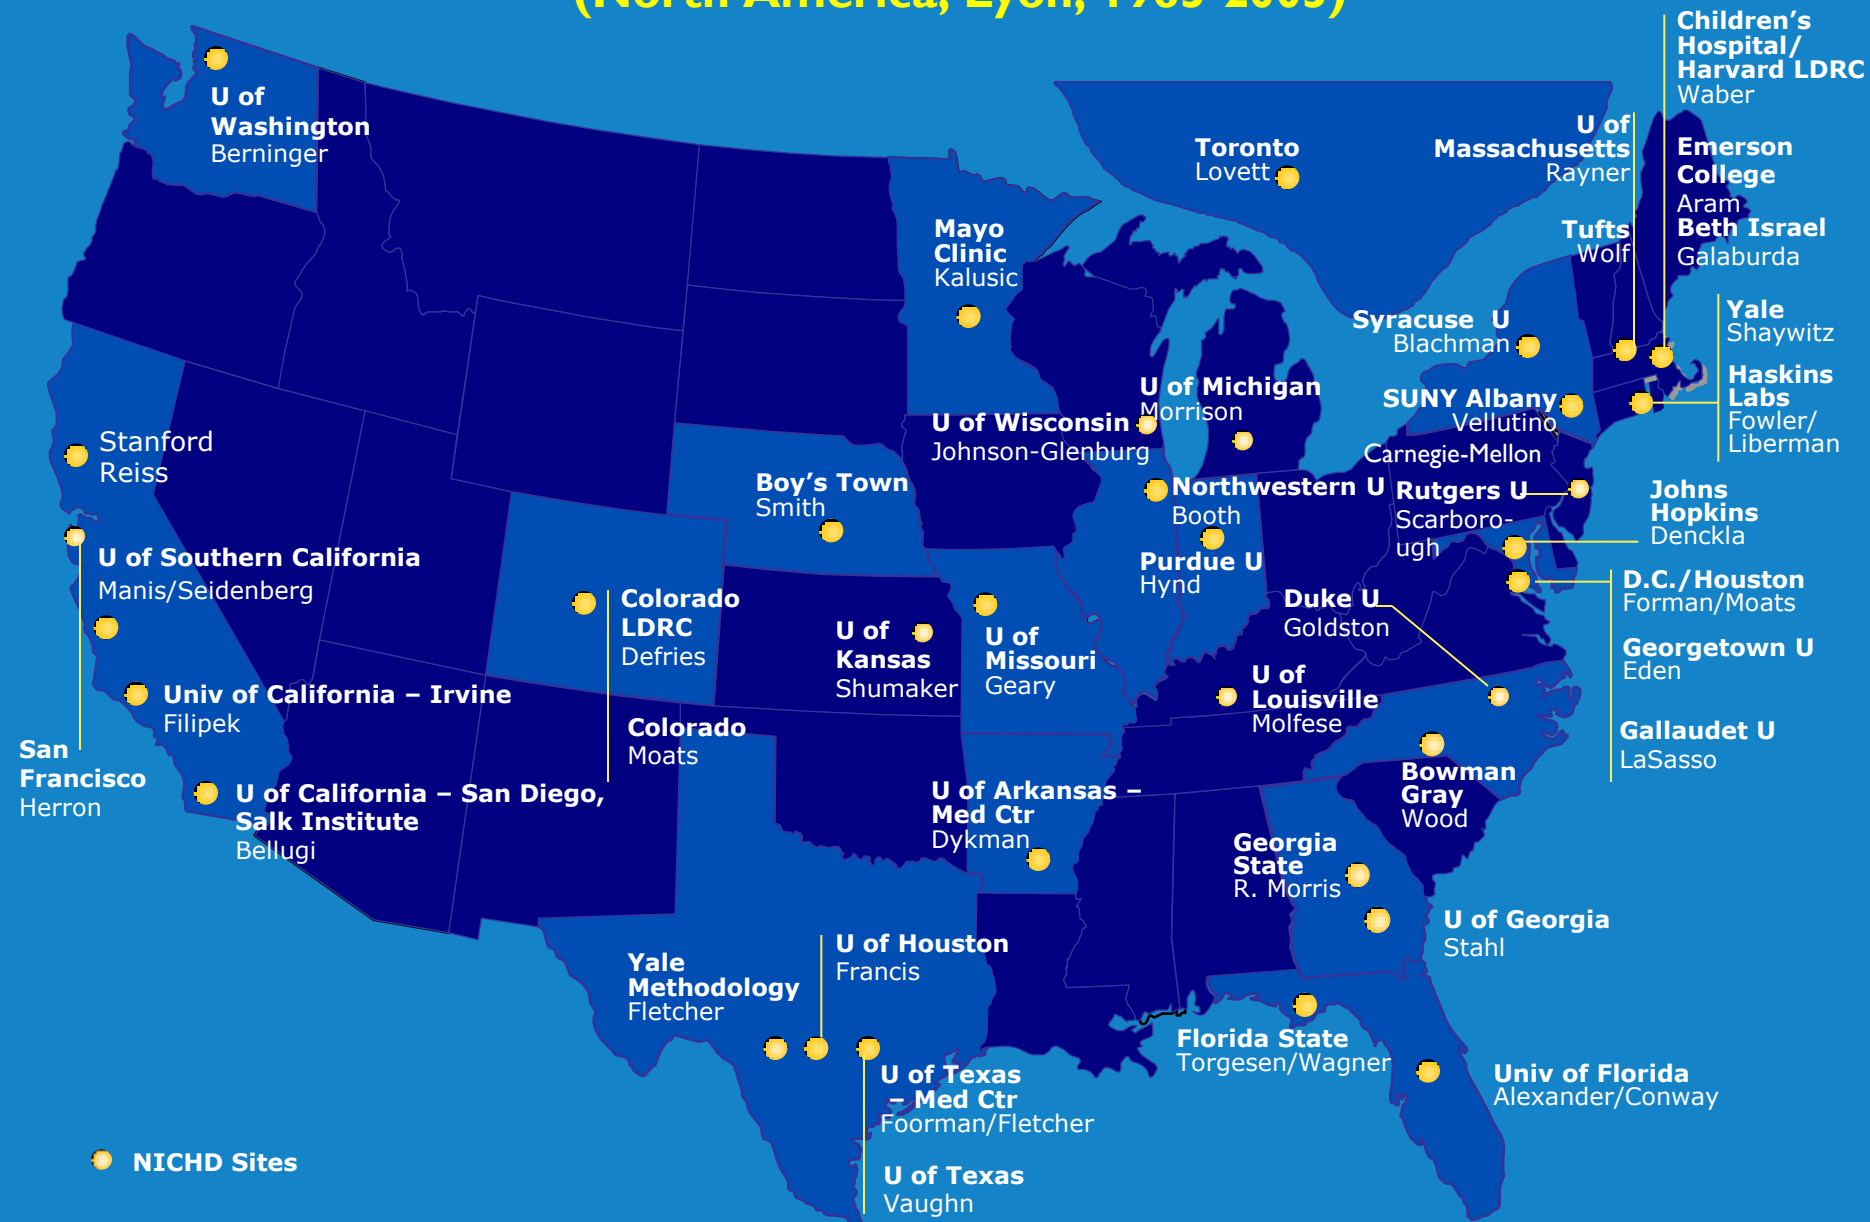 (North America, Lyon, 1985-2005)
Children’s
Hospital/
Harvard LDRC
Waber
U of
Washington
Berninger
Toronto
Lovett
U of
Massachusetts
Rayner
Emerson
College
Aram
Beth Israel
Galaburda
Tufts
Wolf
Mayo
Clinic
Kalusic
Syracuse U
Blachman
Yale
Shaywitz
Haskins
Labs
Fowler/
Liberman
U of Michigan
Morrison
SUNY Albany
Vellutino
U of Wisconsin
Johnson-Glenburg
Stanford
Reiss
Carnegie-Mellon
Boy’s Town
Smith
Northwestern U
Booth
Rutgers U
Scarboro-
ugh
Johns
Hopkins
Denckla
U of Southern California
Manis/Seidenberg
Purdue U
Hynd
D.C./Houston
Forman/Moats
Colorado
LDRC
Defries
U of
Kansas
Shumaker
U of
Missouri
Geary
Duke U
Goldston
Georgetown U
Eden
U of
Louisville
Molfese
Univ of California – Irvine
Filipek
Colorado
Moats
Gallaudet U
LaSasso
San
Francisco
Herron
U of California – San Diego,
Salk Institute
Bellugi
U of Arkansas –
Med Ctr
Dykman
Bowman
Gray
Wood
Georgia
State
R. Morris
U of Georgia
Stahl
Yale
Methodology
Fletcher
U of Houston
Francis
Florida State
Torgesen/Wagner
U of Texas
– Med Ctr
Foorman/Fletcher
Univ of Florida
Alexander/Conway
NICHD Sites
U of Texas
Vaughn